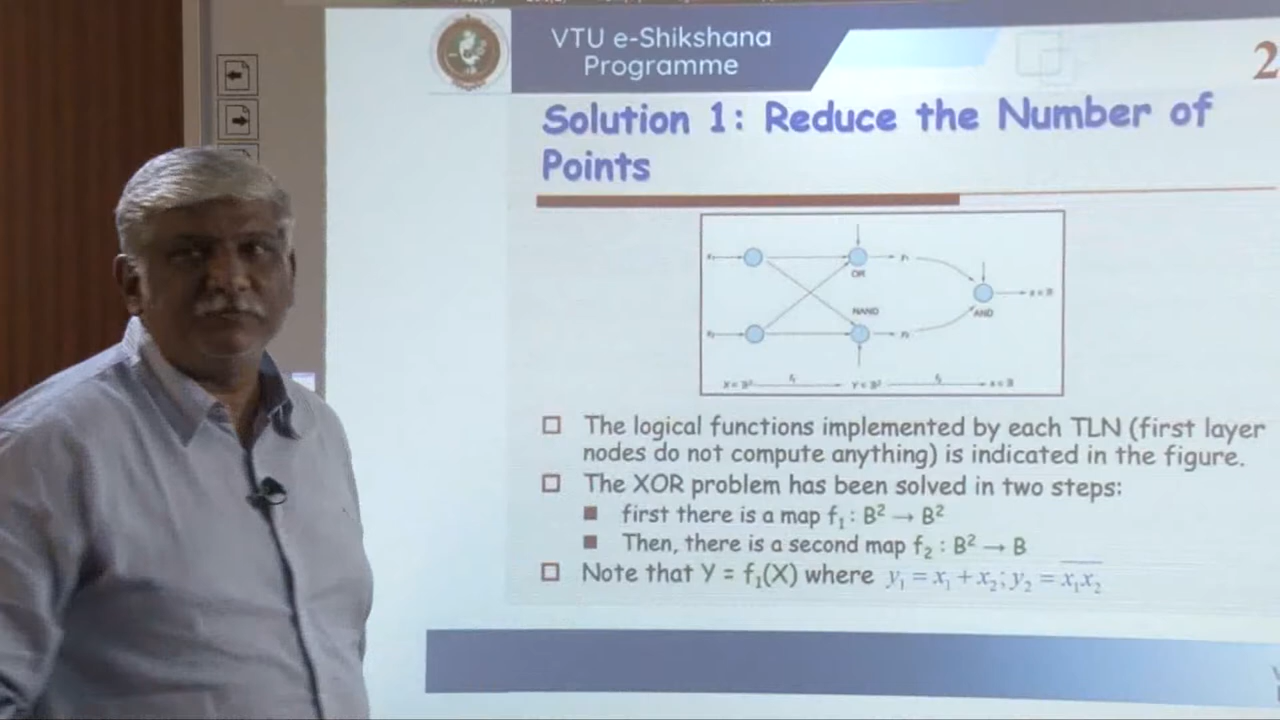 VTU e-Shikshana
Programme
2
Solution 1: Reduce the Number of
Points
OR
NAND
AND
The logical functions implemented by each TLN (first layer
nodes do not compute anything) is indicated in the figure.
The XOR problem has been solved in two steps:
first there is a map f₁ : B² → B²
Then, there is a second map f₂ : B² → B
Note that Y = f₁(X) where y₁ = x₁ + x₂; y₂ = x̅₁x̅₂